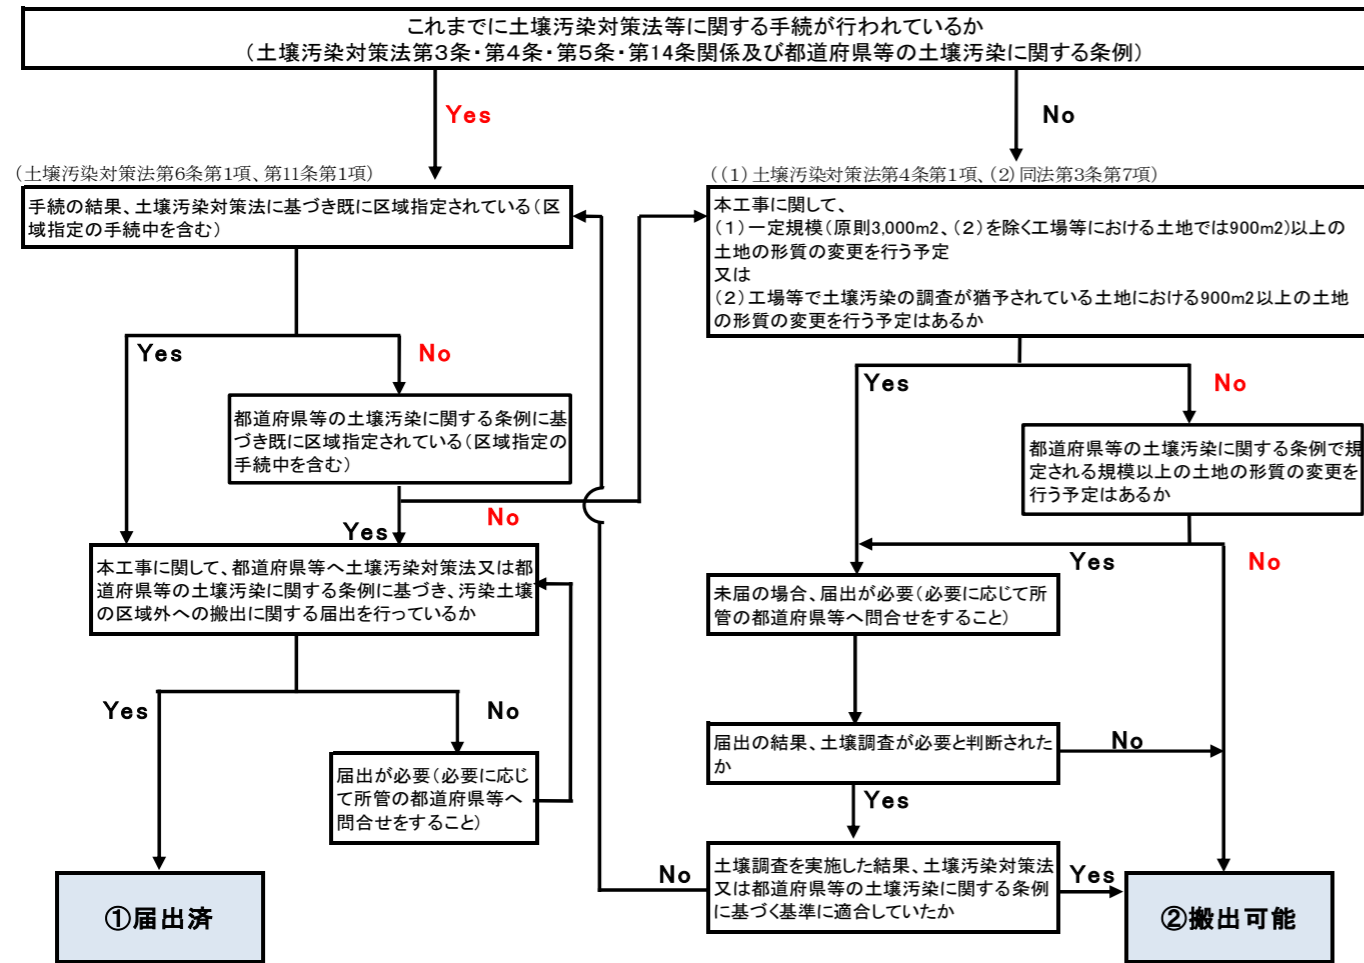 これまでに土壌汚染対策法等に関する手続が行われているか
（土壌汚染対策法第3条・第4条・第5条・第14条関係及び都道府県等の土壌汚染に関する条例）
Yes
No
（土壌汚染対策法第6条第1項、第11条第1項）
（（1）土壌汚染対策法第4条第1項、（2）同法第3条第7項）
手続の結果、土壌汚染対策法に基づき既に区域指定されている（区
域指定の手続中を含む）
本工事に関して、
（1）一定規模（原則3,000m2、（2）を除く工場等における土地では900m2）以上の
土地の形質の変更を行う予定
又は
（2）工場等で土壌汚染の調査が猶予されている土地における900m2以上の土地
の形質の変更を行う予定はあるか
Yes
No
Yes
No
都道府県等の土壌汚染に関する条例に基
づき既に区域指定されている（区域指定の
手続中を含む）
都道府県等の土壌汚染に関する条例で規
定される規模以上の土地の形質の変更を
行う予定はあるか
Yes
No
Yes
No
本工事に関して、都道府県等へ土壌汚染対策法又は都
道府県等の土壌汚染に関する条例に基づき、汚染土壌
の区域外への搬出に関する届出を行っているか
未届の場合、届出が必要（必要に応じて所
管の都道府県等へ問合せをすること）
Yes
No
届出が必要（必要に応じ
て所管の都道府県等へ
問合せをすること）
届出の結果、土壌調査が必要と判断された
か
No
Yes
土壌調査を実施した結果、土壌汚染対策法
又は都道府県等の土壌汚染に関する条例
に基づく基準に適合していたか
No
Yes
①届出済
②搬出可能